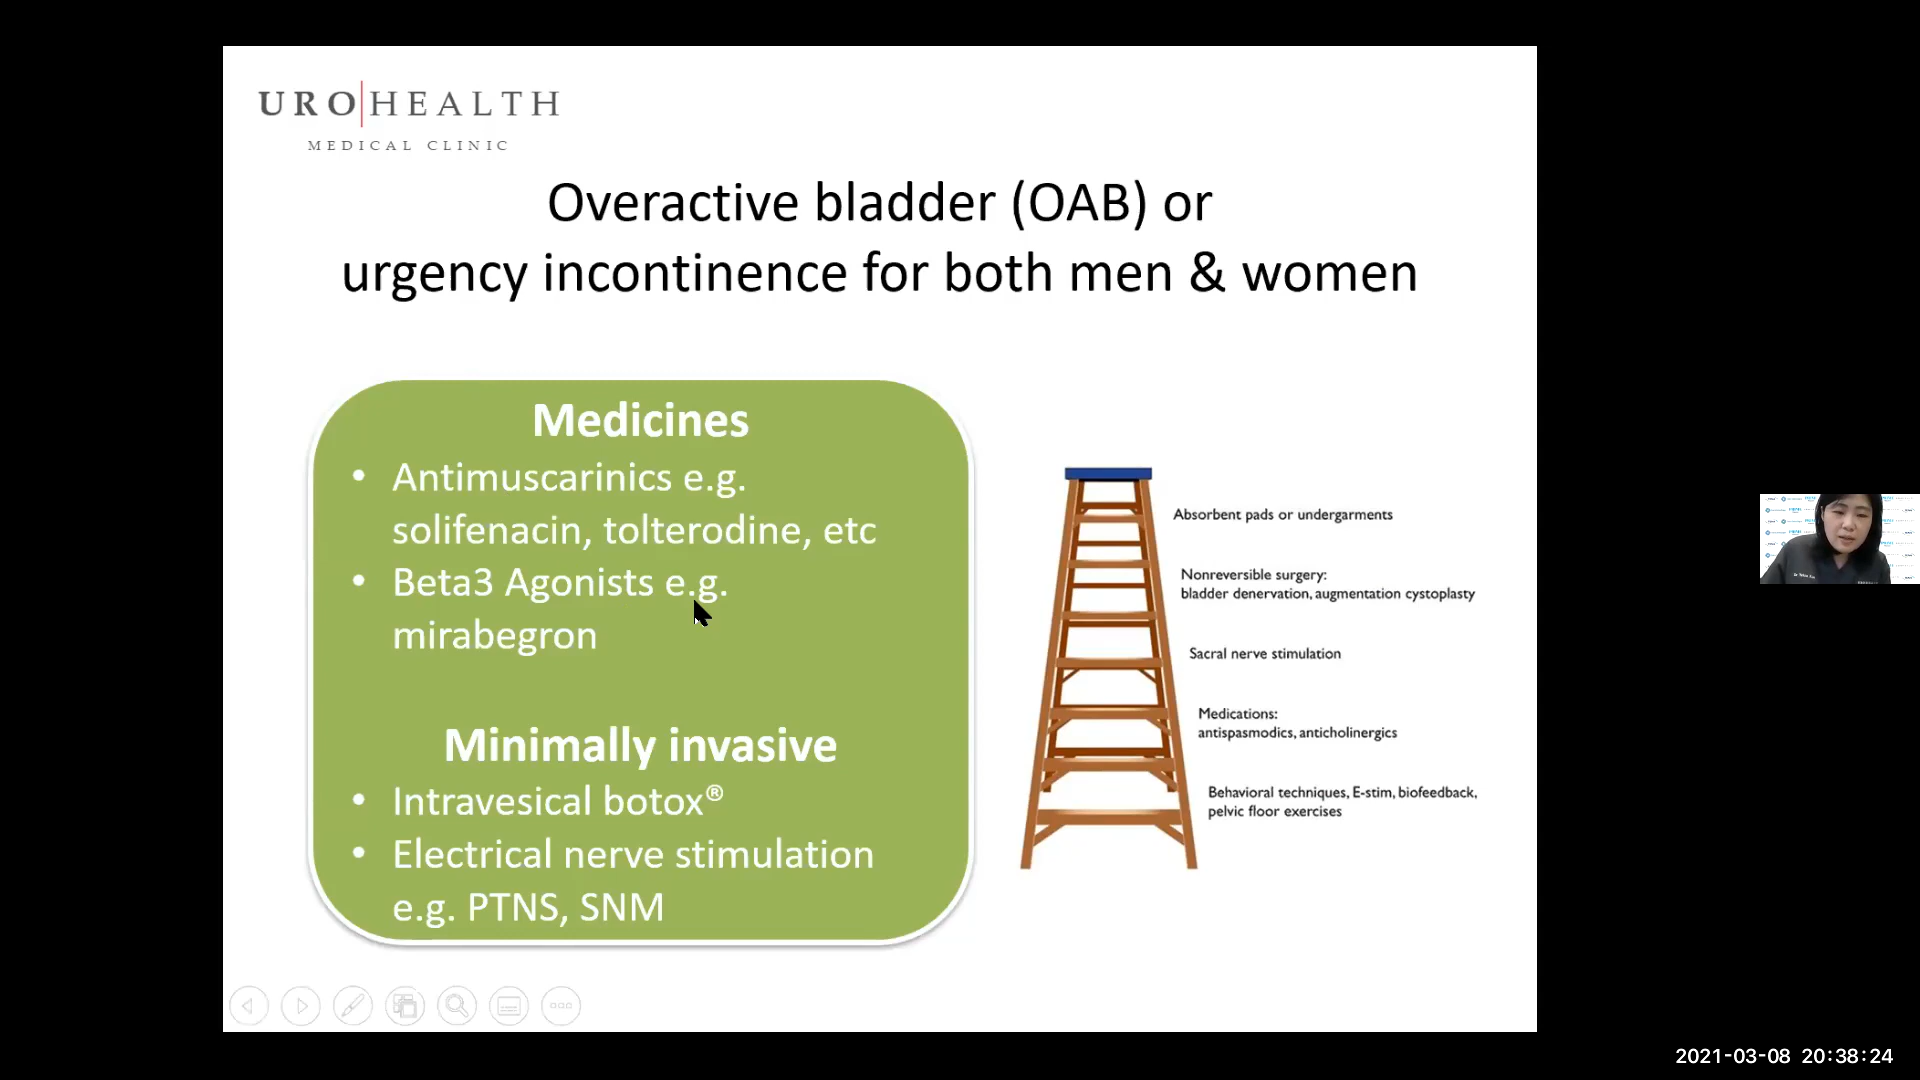 URO|HEALTH
MEDICAL CLINIC
Overactive bladder (OAB) or
urgency incontinence for both men & women
Medicines
• Antimuscarinics e.g.
solifenacin, tolterodine, etc
• Beta3 Agonists e.g.
mirabegron
Minimally invasive
• Intravesical botox®
• Electrical nerve stimulation
e.g. PTNS, SNM
Absorbent pads or undergarments
Nonreversible surgery:
bladder denervation, augmentation cystoplasty
Sacral nerve stimulation
Medications:
antispasmodics, anticholinergics
Behavioral techniques, E-stim, biofeedback,
pelvic floor exercises
2021-03-08 20:38:24